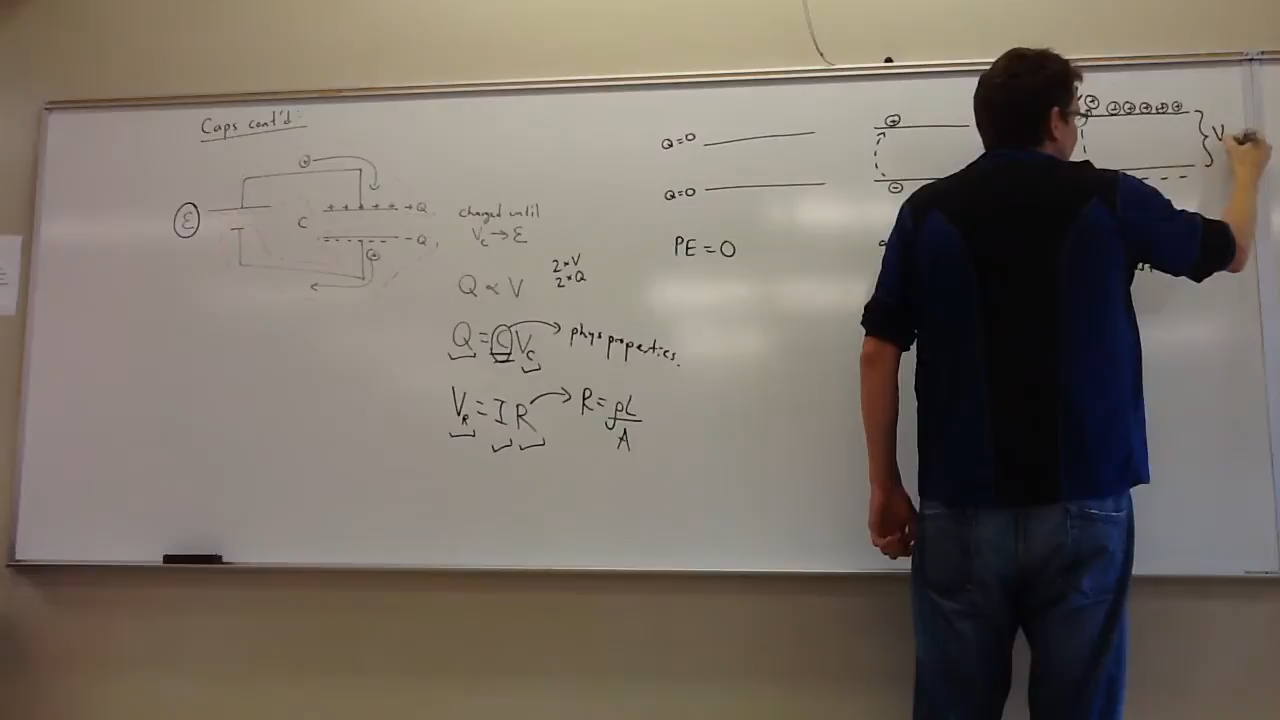 Caps cont'd:
ε
C
+ + + + + → Q
- - - - - - Q
charged until
V_c → ε
Q ∝ V
2×V
2×Q
Q = C V_c → phys properties.
V_R = I R → R = ρL/A
Q=0
Q=0
PE = 0
+
-
+ + + + + +
- - -
V